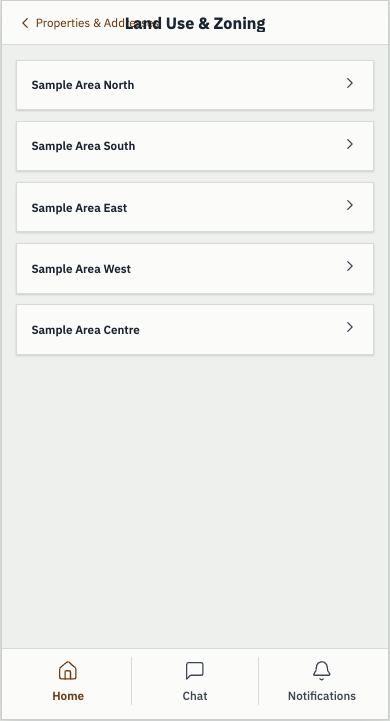 Properties & Addresses
Land Use & Zoning
Sample Area North
Sample Area South
Sample Area East
Sample Area West
Sample Area Centre
Home
Chat
Notifications